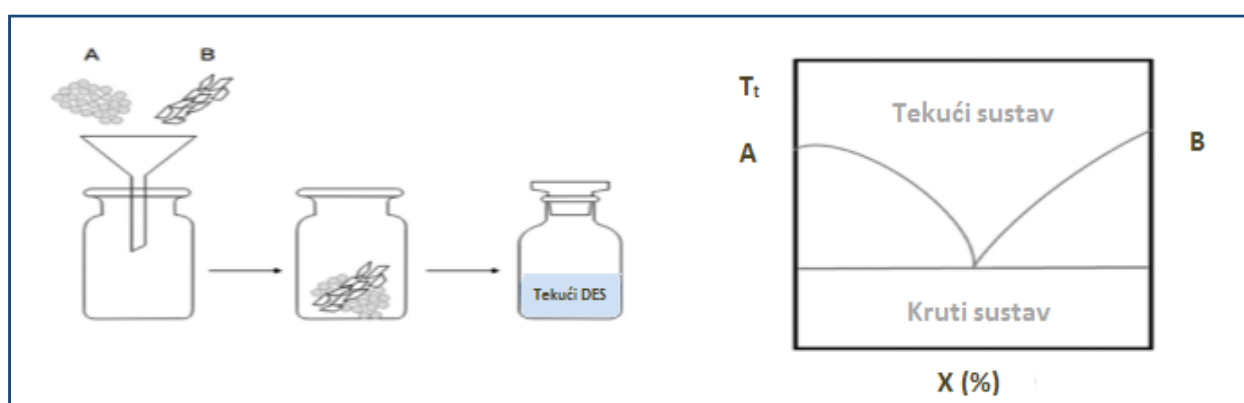 A
B
Tekući DES
Tₜ
A
Tekući sustav
B
Kruti sustav
X (%)